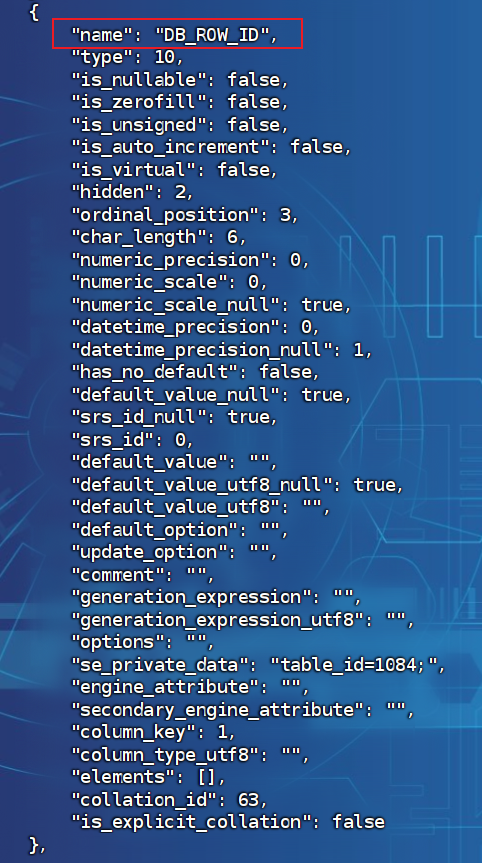 {
"name": "DB_ROW_ID",
"type": 10,
"is_nullable": false,
"is_zerofill": false,
"is_unsigned": false,
"is_auto_increment": false,
"is_virtual": false,
"hidden": 2,
"ordinal_position": 3,
"char_length": 6,
"numeric_precision": 0,
"numeric_scale": 0,
"numeric_scale_null": true,
"datetime_precision": 0,
"datetime_precision_null": 1,
"has_no_default": false,
"default_value_null": true,
"srs_id_null": true,
"srs_id": 0,
"default_value": "",
"default_value_utf8_null": true,
"default_value_utf8": "",
"default_option": "",
"update_option": "",
"comment": "",
"generation_expression": "",
"generation_expression_utf8": "",
"options": "",
"se_private_data": "table_id=1084;",
"engine_attribute": "",
"secondary_engine_attribute": "",
"column_key": 1,
"column_type_utf8": "",
"elements": [],
"collation_id": 63,
"is_explicit_collation": false
},